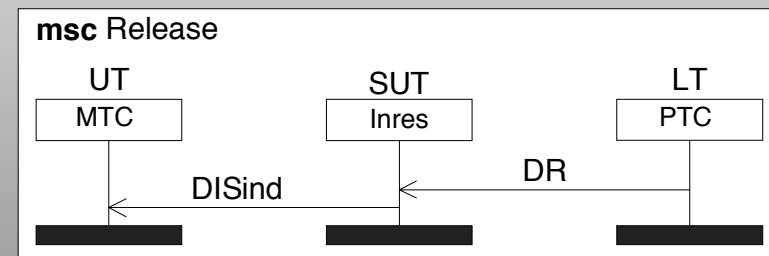 msc Release
UT SUT LT
MTC Inres PTC
DR
DISind